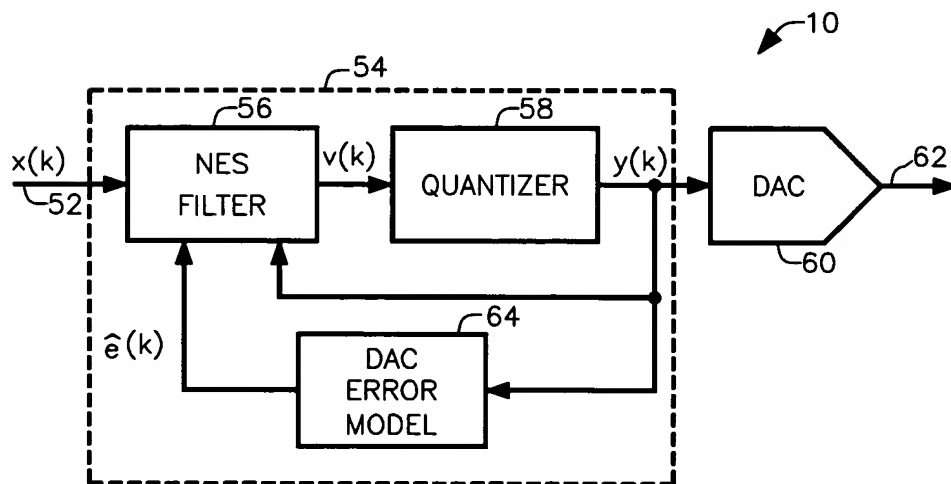 10
54
56
58
x(k)
52
NES
FILTER
v(k)
QUANTIZER
y(k)
DAC
62
60
64
ê(k)
DAC
ERROR
MODEL